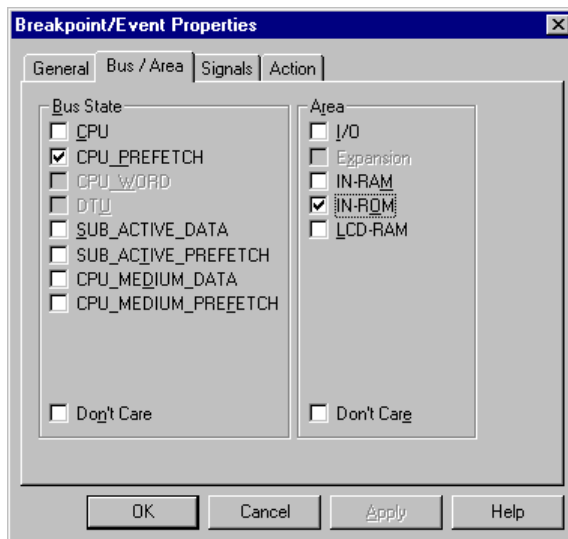 Breakpoint/Event Properties
General Bus / Area Signals Action
Bus State
CPU
CPU_PREFETCH
CPU_WORD
DTU
SUB_ACTIVE_DATA
SUB_ACTIVE_PREFETCH
CPU_MEDIUM_DATA
CPU_MEDIUM_PREFETCH
Don't Care
Area
I/O
Expansion
IN-RAM
IN-ROM
LCD-RAM
Don't Care
OK Cancel Apply Help